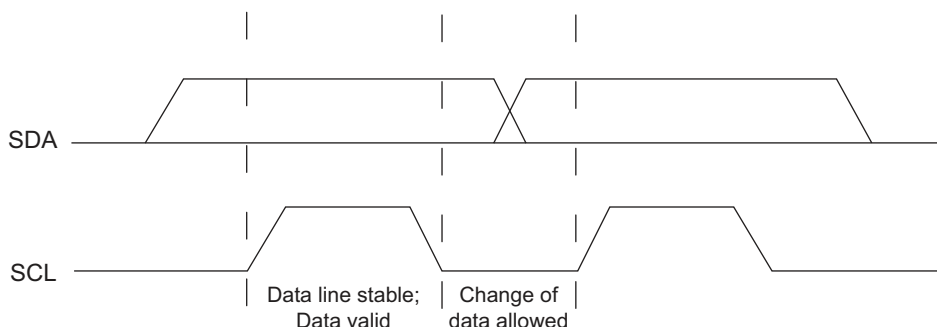 SDA
SCL
Data line stable;
Data valid
Change of
data allowed